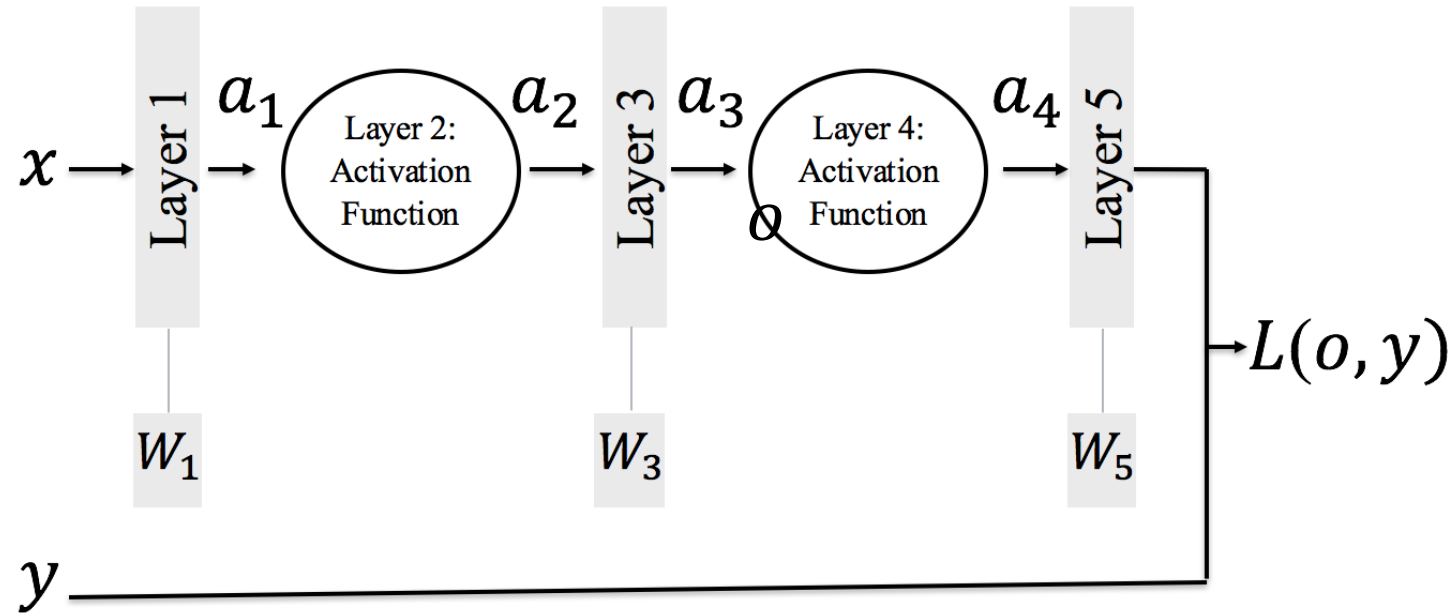 x
Layer 1
a₁
Layer 2:
Activation
Function
a₂
Layer 3
a₃
Layer 4:
Activation
Function
o
a₄
Layer 5
L(o, y)
W₁
W₃
W₅
y